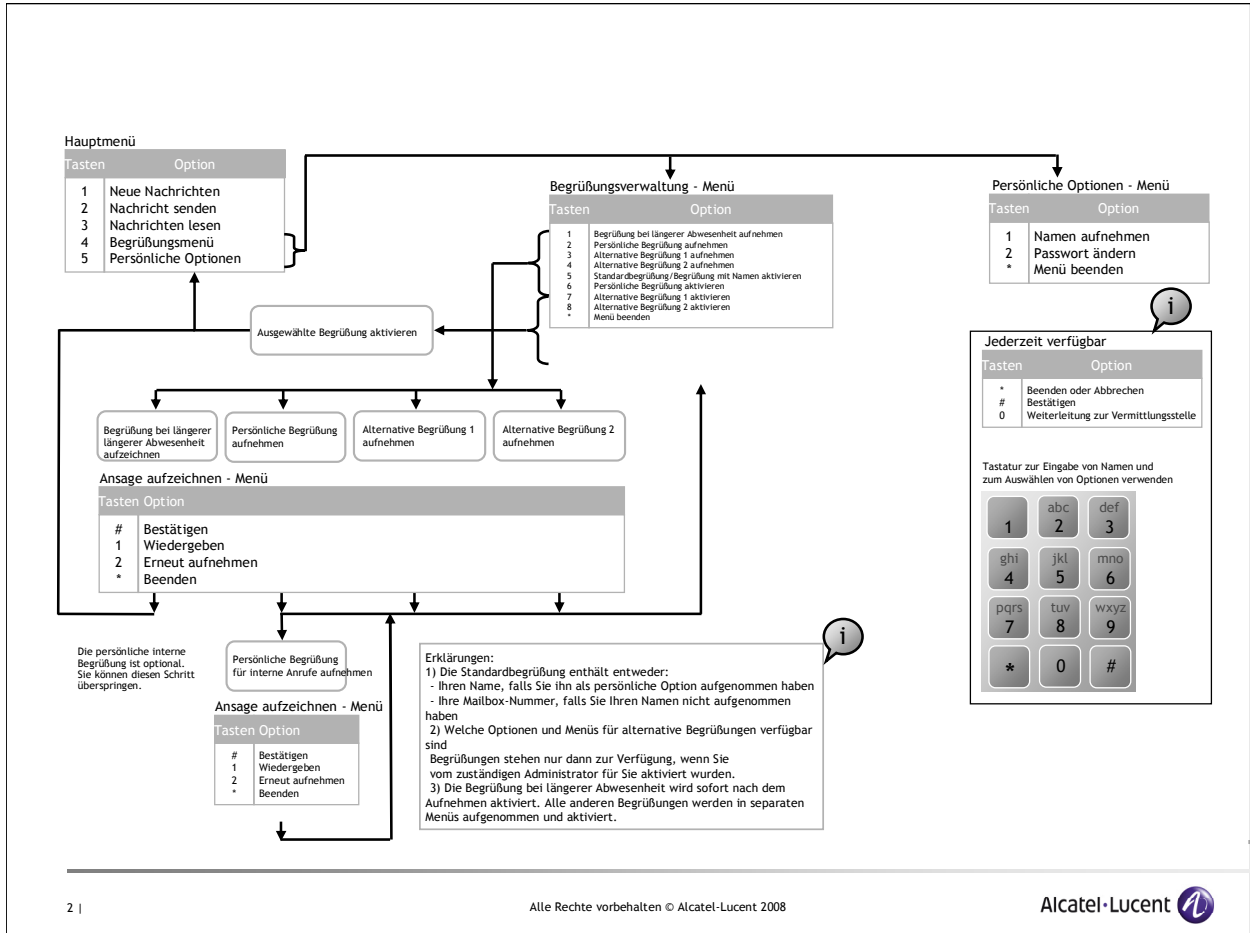 Hauptmenü
Tasten Option
1 Neue Nachrichten
2 Nachricht senden
3 Nachrichten lesen
4 Begrüßungsmenü
5 Persönliche Optionen
Begrüßungsverwaltung - Menü
Tasten Option
1 Begrüßung bei längerer Abwesenheit aufnehmen
2 Persönliche Begrüßung aufnehmen
3 Alternative Begrüßung 1 aufnehmen
4 Alternative Begrüßung 2 aufnehmen
5 Standardbegrüßung/Begrüßung mit Namen aktivieren
6 Persönliche Begrüßung aktivieren
7 Alternative Begrüßung 1 aktivieren
8 Alternative Begrüßung 2 aktivieren
* Menü beenden
Persönliche Optionen - Menü
Tasten Option
1 Namen aufnehmen
2 Passwort ändern
* Menü beenden
i
Jederzeit verfügbar
Tasten Option
* Beenden oder Abbrechen
# Bestätigen
0 Weiterleitung zur Vermittlungsstelle
Tastatur zur Eingabe von Namen und
zum Auswählen von Optionen verwenden
1
abc
2
def
3
ghi
4
jkl
5
mno
6
pqrs
7
tuv
8
wxyz
9
*
0
#
Ausgewählte Begrüßung aktivieren
Begrüßung bei längerer
längerer Abwesenheit
aufzeichnen
Persönliche Begrüßung
aufnehmen
Alternative Begrüßung 1
aufnehmen
Alternative Begrüßung 2
aufnehmen
Ansage aufzeichnen - Menü
Tasten Option
# Bestätigen
1 Wiedergeben
2 Erneut aufnehmen
* Beenden
Die persönliche interne
Begrüßung ist optional.
Sie können diesen Schritt
überspringen.
Persönliche Begrüßung
für interne Anrufe aufnehmen
Ansage aufzeichnen - Menü
Tasten Option
# Bestätigen
1 Wiedergeben
2 Erneut aufnehmen
* Beenden
i
Erklärungen:
1) Die Standardbegrüßung enthält entweder:
- Ihren Name, falls Sie ihn als persönliche Option aufgenommen haben
- Ihre Mailbox-Nummer, falls Sie Ihren Namen nicht aufgenommen
haben
2) Welche Optionen und Menüs für alternative Begrüßungen verfügbar
sind
Begrüßungen stehen nur dann zur Verfügung, wenn Sie
vom zuständigen Administrator für Sie aktiviert wurden.
3) Die Begrüßung bei längerer Abwesenheit wird sofort nach dem
Aufnehmen aktiviert. Alle anderen Begrüßungen werden in separaten
Menüs aufgenommen und aktiviert.
2 |
Alle Rechte vorbehalten © Alcatel-Lucent 2008
Alcatel·Lucent